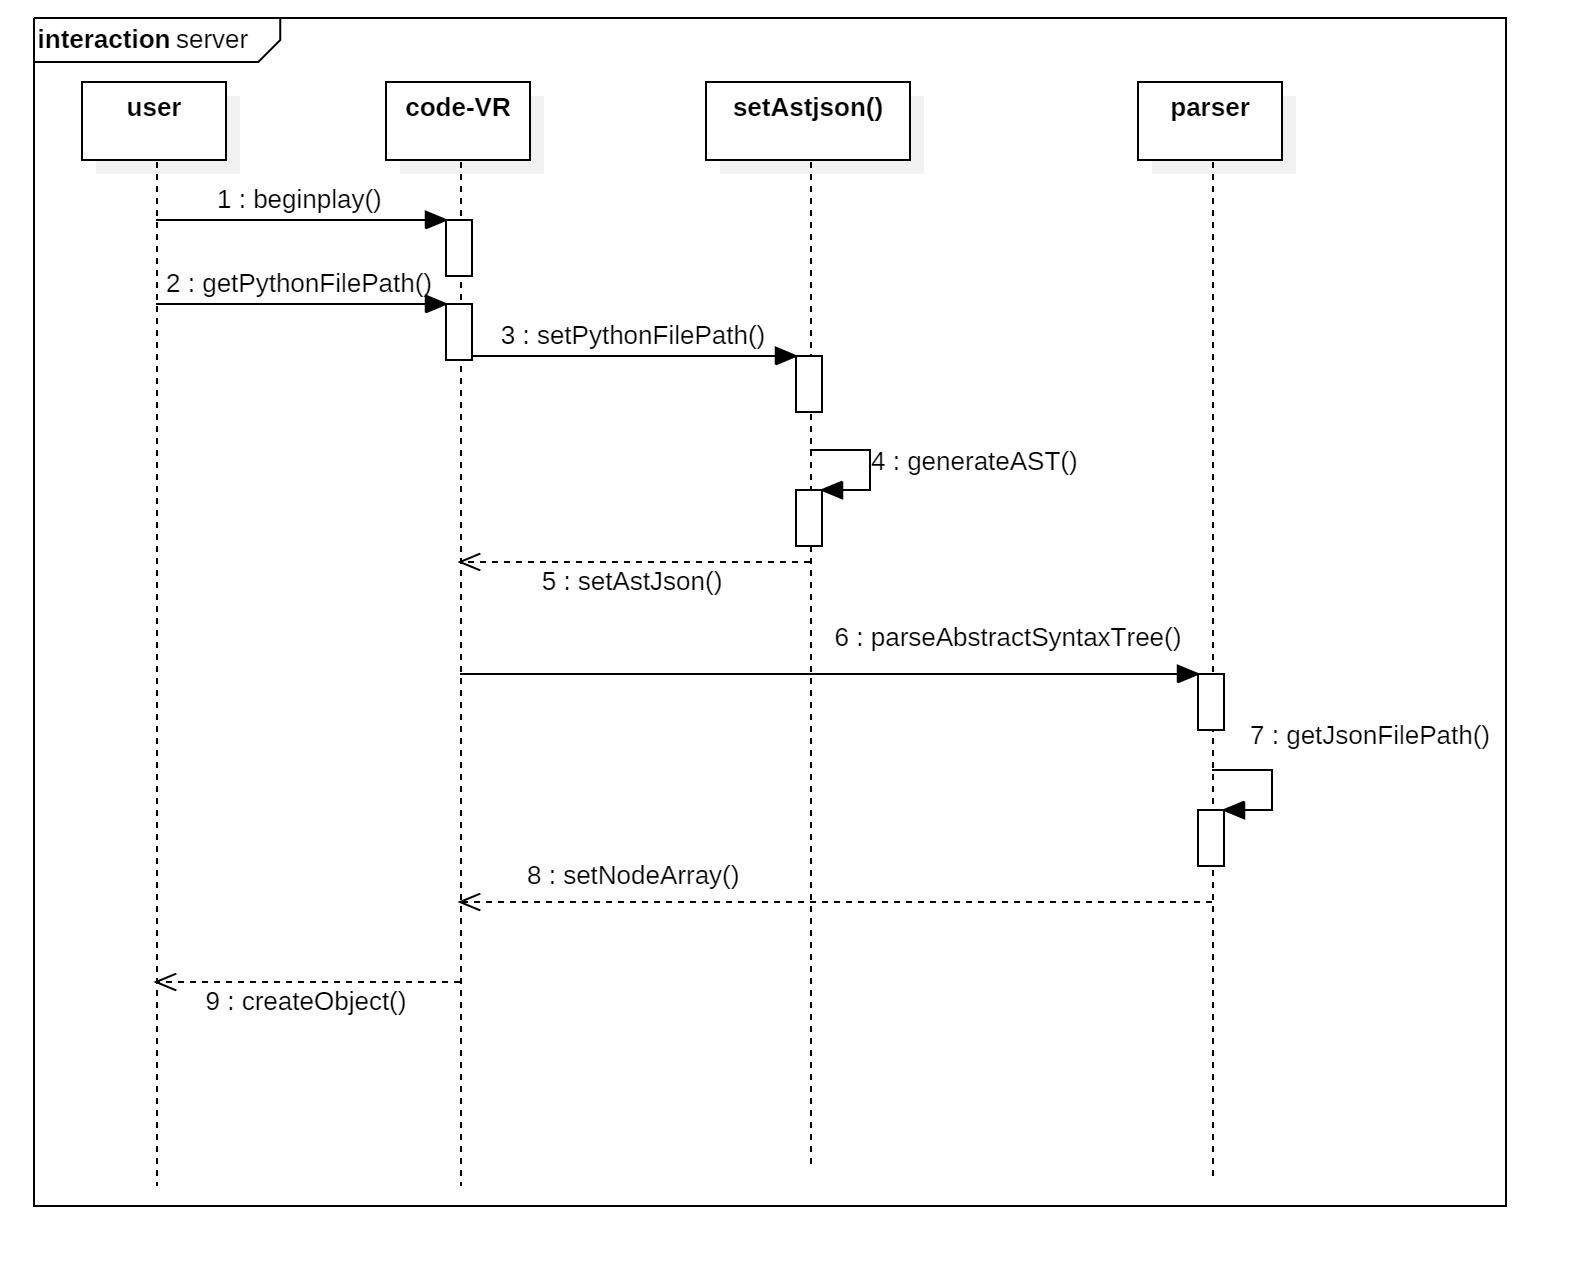 interaction server
user
code-VR
setAstjson()
parser
1 : beginplay()
2 : getPythonFilePath()
3 : setPythonFilePath()
4 : generateAST()
5 : setAstJson()
6 : parseAbstractSyntaxTree()
7 : getJsonFilePath()
8 : setNodeArray()
9 : createObject()